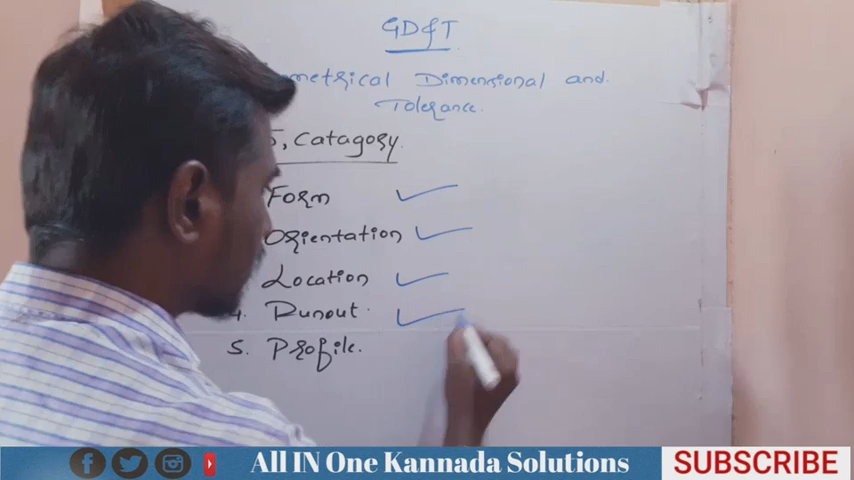 GD&T
metrical Dimensional and
Tolerance.
5, Catagory.
Form
Orientation
Location
4. Runout.
5. Profile.
All IN One Kannada Solutions
SUBSCRIBE